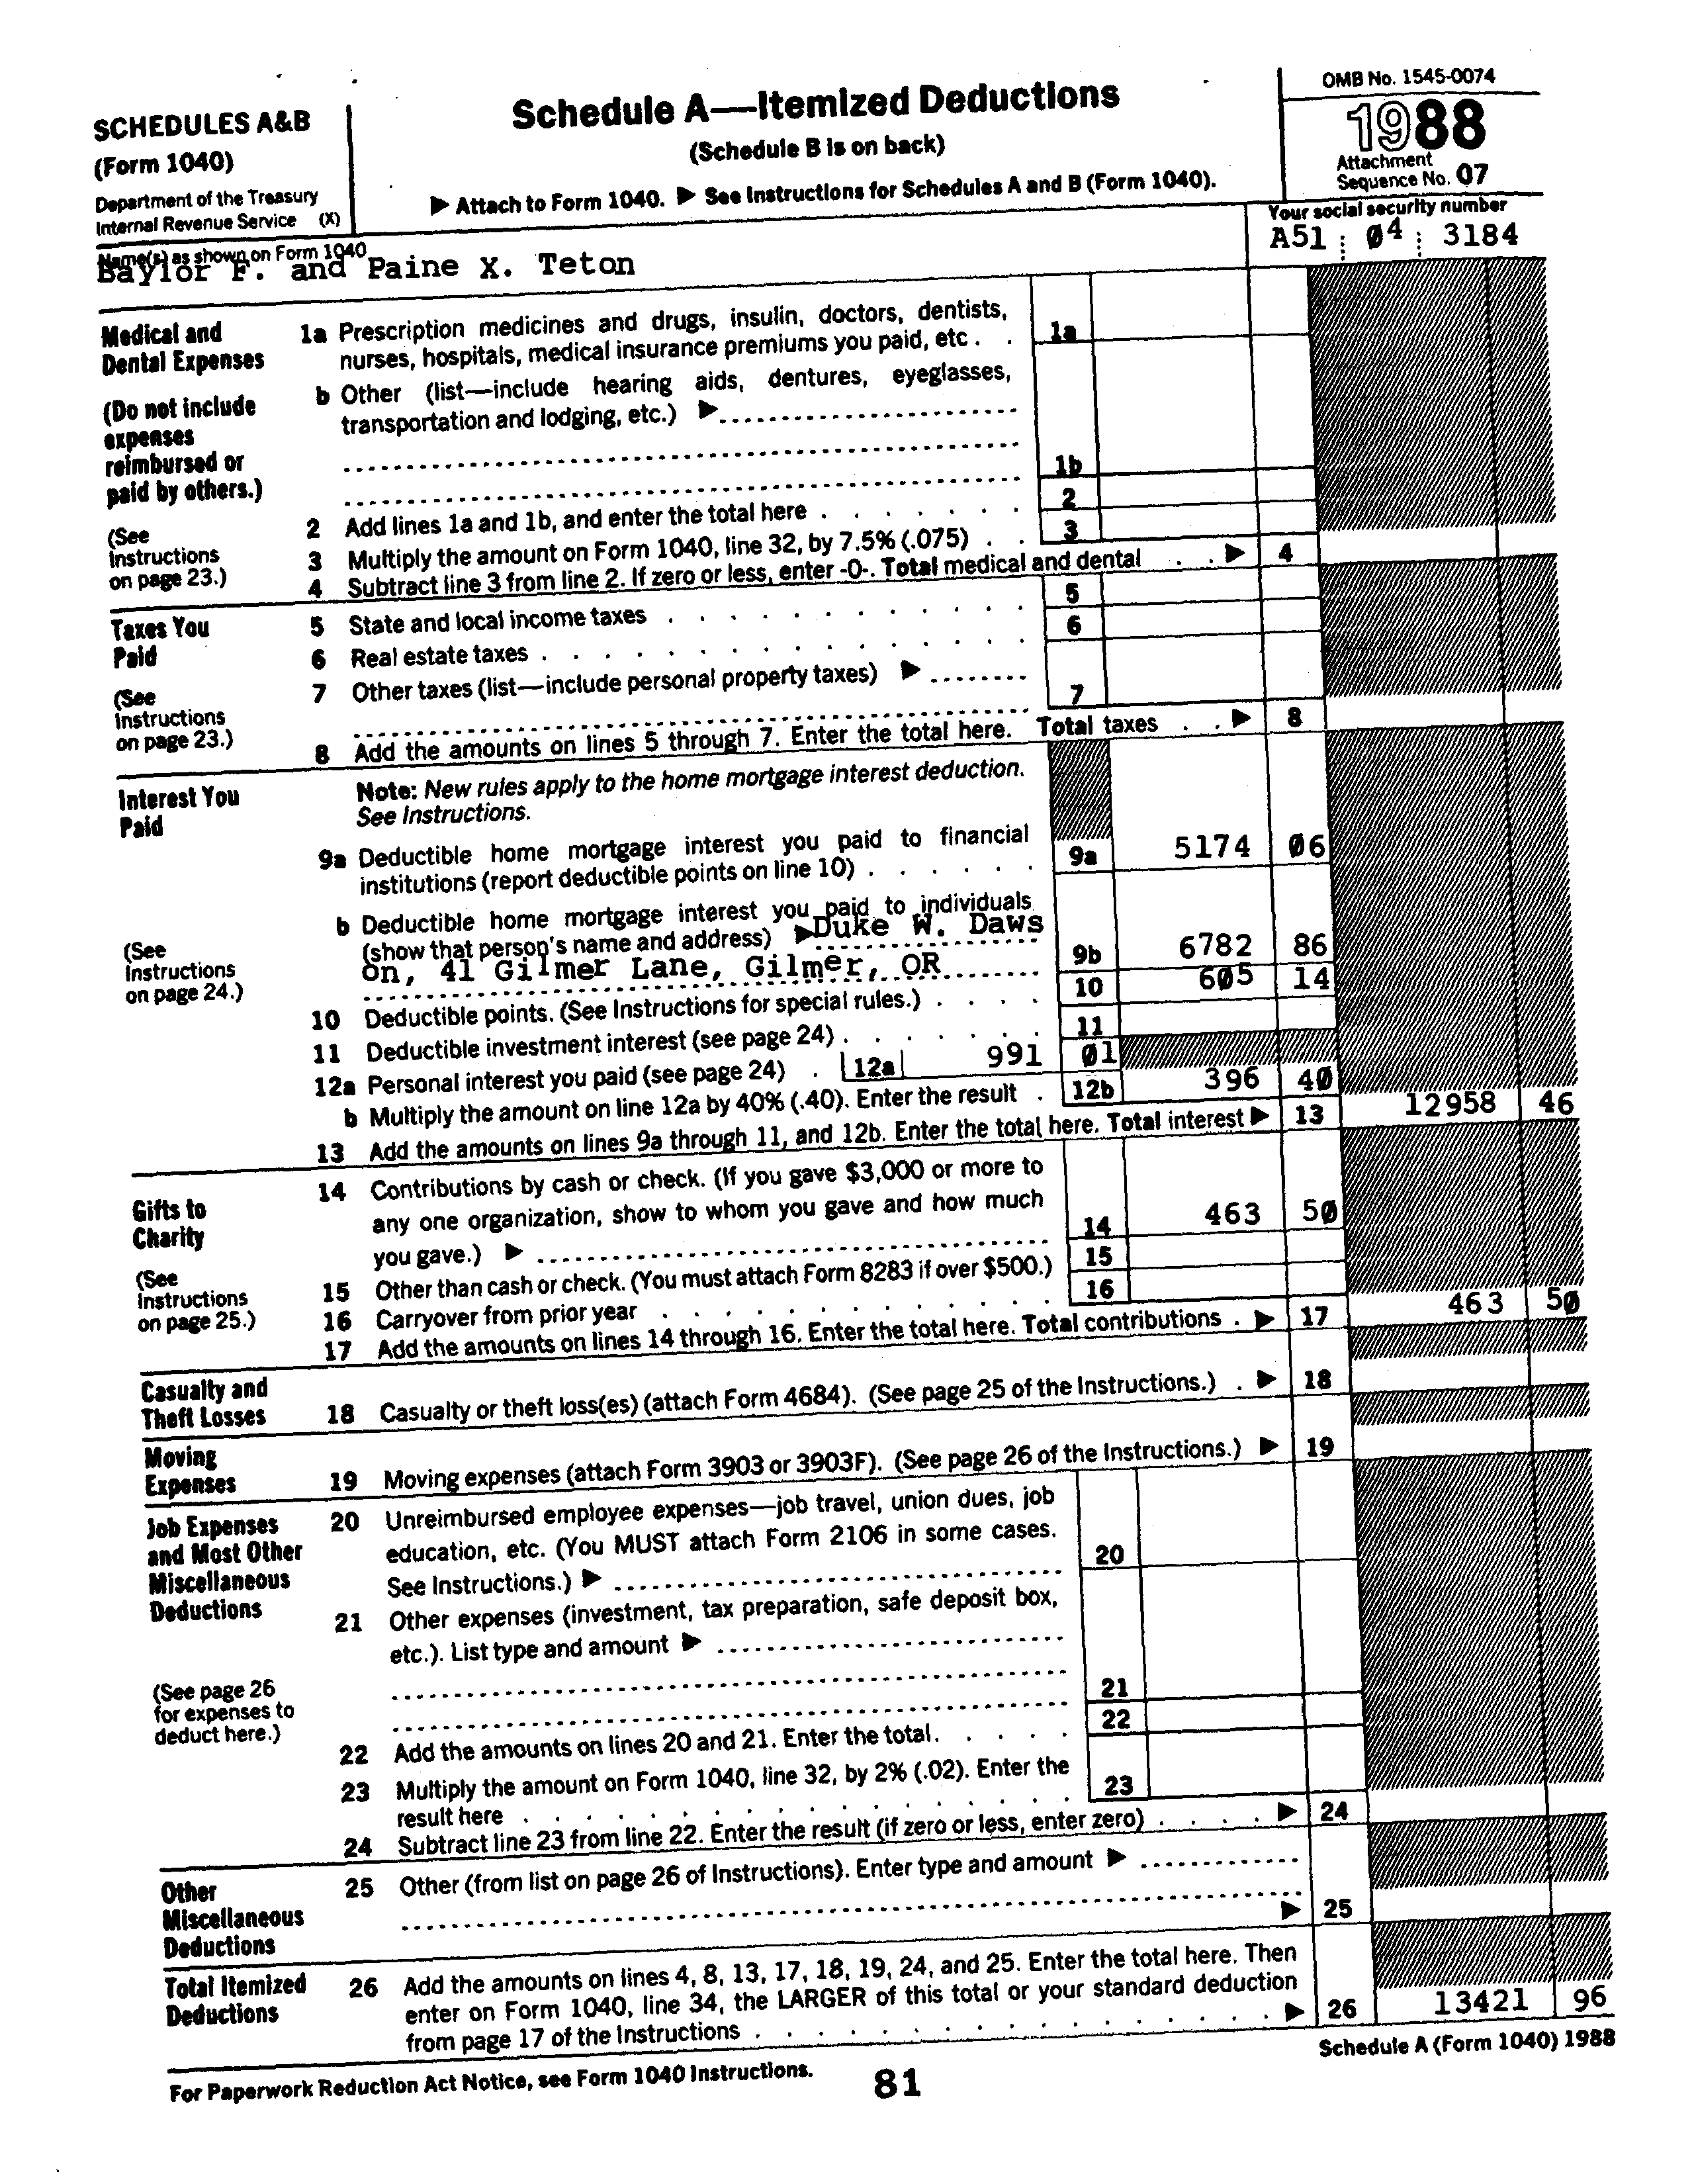 SCHEDULES A&B
(Form 1040)
Department of the Treasury
Internal Revenue Service (X)
Schedule A—Itemized Deductions
(Schedule B is on back)
▶ Attach to Form 1040. ▶ See Instructions for Schedules A and B (Form 1040).
OMB No. 1545-0074
1988
Attachment
Sequence No. 07
Name(s) as shown on Form 1040
Baylor F. and Paine X. Teton
Your social security number
A51 : 04 : 3184
Medical and
Dental Expenses
(Do not include
expenses
reimbursed or
paid by others.)
(See
Instructions
on page 23.)
1a Prescription medicines and drugs, insulin, doctors, dentists,
nurses, hospitals, medical insurance premiums you paid, etc . . 1a
b Other (list—include hearing aids, dentures, eyeglasses,
transportation and lodging, etc.) ▶
1b
2 Add lines 1a and 1b, and enter the total here . . . . . . . 2
3 Multiply the amount on Form 1040, line 32, by 7.5% (.075) . . 3
4 Subtract line 3 from line 2. If zero or less, enter -0-. Total medical and dental . . ▶ 4
Taxes You
Paid
(See
Instructions
on page 23.)
5 State and local income taxes . . . . . . . . . . . . 5
6 Real estate taxes . . . . . . . . . . . . . . . 6
7 Other taxes (list—include personal property taxes) ▶
7
8 Add the amounts on lines 5 through 7. Enter the total here. Total taxes . . ▶ 8
Interest You
Paid
(See
Instructions
on page 24.)
Note: New rules apply to the home mortgage interest deduction.
See Instructions.
9a Deductible home mortgage interest you paid to financial
institutions (report deductible points on line 10) . . . . . . 9a 5174 06
b Deductible home mortgage interest you paid to individuals
(show that person's name and address) ▶ Duke W. Daws
on, 41 Gilmer Lane, Gilmer, OR 9b 6782 86
10 Deductible points. (See Instructions for special rules.) . . . . 10 605 14
11 Deductible investment interest (see page 24) . . . . . . . 11
12a Personal interest you paid (see page 24) . 12a 991 01
b Multiply the amount on line 12a by 40% (.40). Enter the result . 12b 396 40
13 Add the amounts on lines 9a through 11, and 12b. Enter the total here. Total interest ▶ 13 12958 46
Gifts to
Charity
(See
Instructions
on page 25.)
14 Contributions by cash or check. (If you gave $3,000 or more to
any one organization, show to whom you gave and how much
you gave.) ▶ 14 463 50
15 Other than cash or check. (You must attach Form 8283 if over $500.) 15
16 Carryover from prior year . . . . . . . . . . . . . 16
17 Add the amounts on lines 14 through 16. Enter the total here. Total contributions . ▶ 17 463 50
Casualty and
Theft Losses
18 Casualty or theft loss(es) (attach Form 4684). (See page 25 of the Instructions.) . ▶ 18
Moving
Expenses
19 Moving expenses (attach Form 3903 or 3903F). (See page 26 of the Instructions.) ▶ 19
Job Expenses
and Most Other
Miscellaneous
Deductions
(See page 26
for expenses to
deduct here.)
20 Unreimbursed employee expenses—job travel, union dues, job
education, etc. (You MUST attach Form 2106 in some cases.
See Instructions.) ▶ 20
21 Other expenses (investment, tax preparation, safe deposit box,
etc.). List type and amount ▶
21
22 Add the amounts on lines 20 and 21. Enter the total. . . . . 22
23 Multiply the amount on Form 1040, line 32, by 2% (.02). Enter the
result here . . . . . . . . . . . . . . . . . . 23
24 Subtract line 23 from line 22. Enter the result (if zero or less, enter zero) . . . . ▶ 24
Other
Miscellaneous
Deductions
25 Other (from list on page 26 of Instructions). Enter type and amount ▶
▶ 25
Total Itemized
Deductions
26 Add the amounts on lines 4, 8, 13, 17, 18, 19, 24, and 25. Enter the total here. Then
enter on Form 1040, line 34, the LARGER of this total or your standard deduction
from page 17 of the Instructions . . . . . . . . . . . . . . . . . ▶ 26 13421 96
For Paperwork Reduction Act Notice, see Form 1040 Instructions.
81
Schedule A (Form 1040) 1988